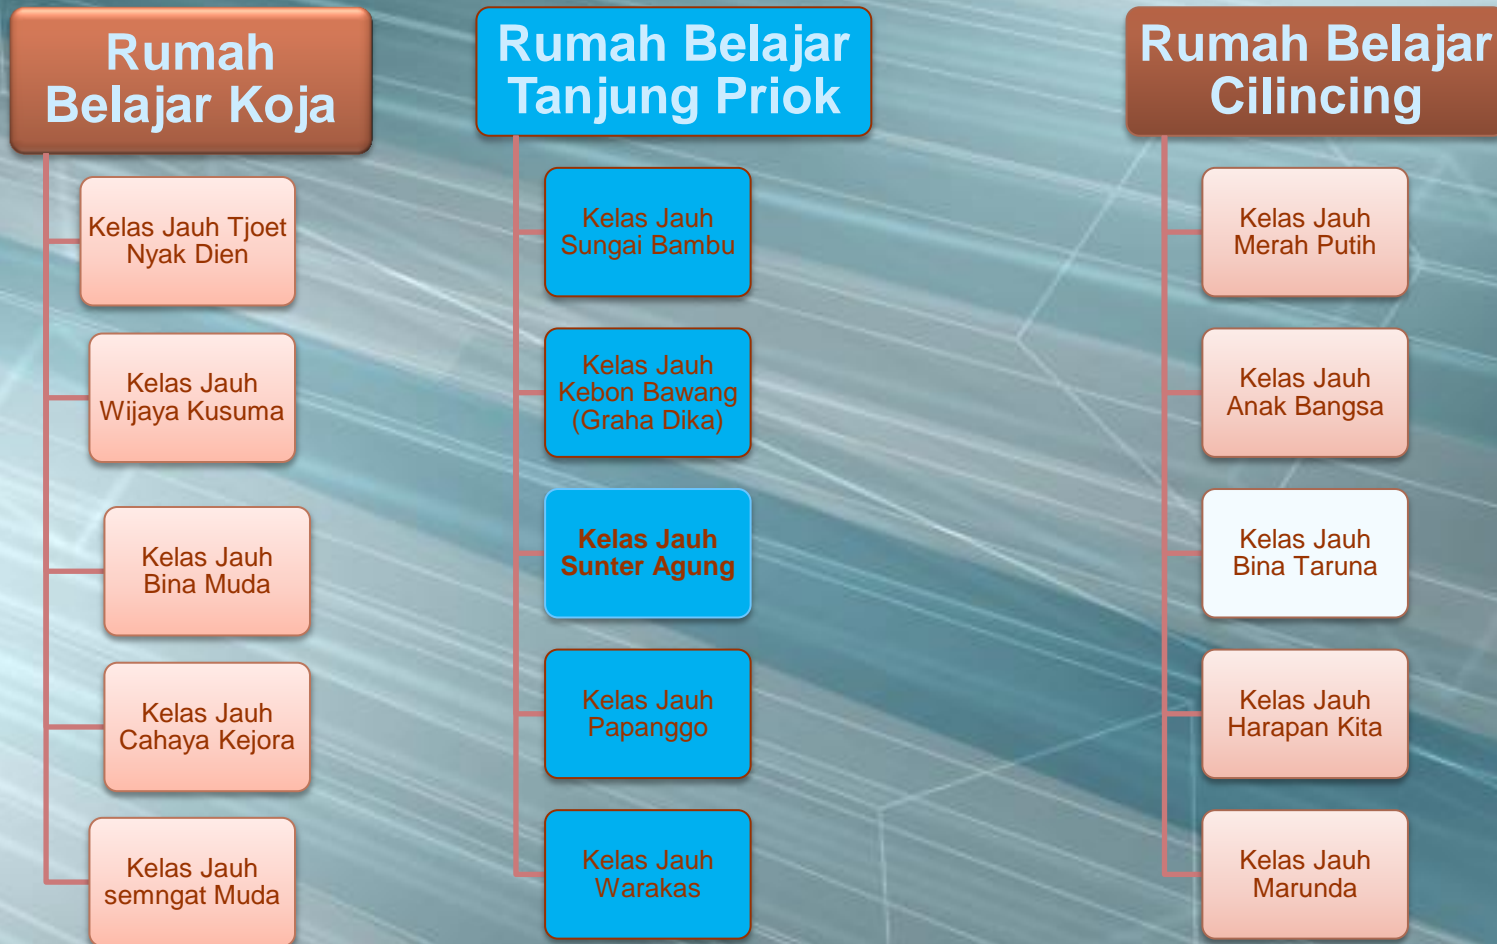 Rumah
Belajar Koja
Kelas Jauh Tjoet
Nyak Dien
Kelas Jauh
Wijaya Kusuma
Kelas Jauh
Bina Muda
Kelas Jauh
Cahaya Kejora
Kelas Jauh
semngat Muda
Rumah Belajar
Tanjung Priok
Kelas Jauh
Sungai Bambu
Kelas Jauh
Kebon Bawang
(Graha Dika)
Kelas Jauh
Sunter Agung
Kelas Jauh
Papanggo
Kelas Jauh
Warakas
Rumah Belajar
Cilincing
Kelas Jauh
Merah Putih
Kelas Jauh
Anak Bangsa
Kelas Jauh
Bina Taruna
Kelas Jauh
Harapan Kita
Kelas Jauh
Marunda